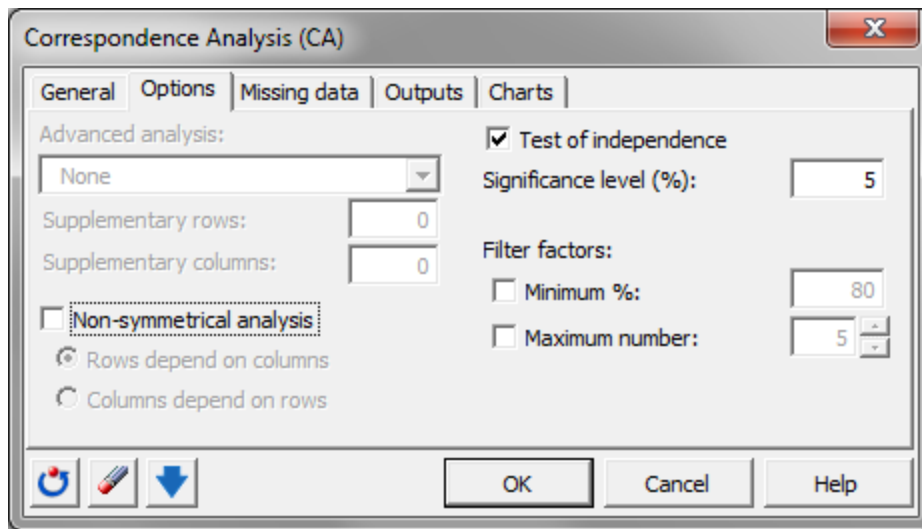 Correspondence Analysis (CA)
General Options Missing data Outputs Charts
Advanced analysis:
None
Supplementary rows: 0
Supplementary columns: 0
Non-symmetrical analysis
Rows depend on columns
Columns depend on rows
Test of independence
Significance level (%): 5
Filter factors:
Minimum %: 80
Maximum number: 5
OK Cancel Help